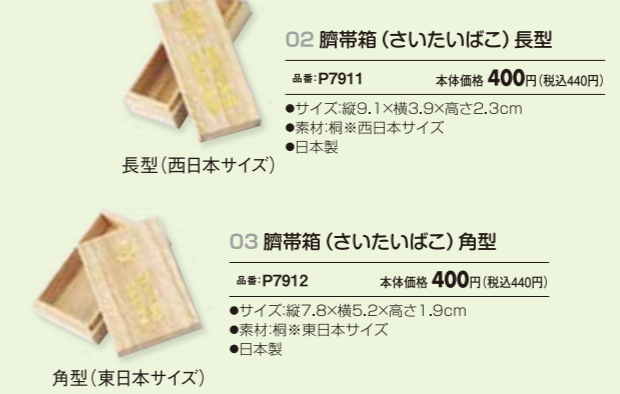 02 臍帯箱（さいたいばこ）長型
品番:P7911 本体価格 400円（税込440円）
●サイズ:縦9.1×横3.9×高さ2.3cm
●素材:桐※西日本サイズ
●日本製
長型（西日本サイズ）
03 臍帯箱（さいたいばこ）角型
品番:P7912 本体価格 400円（税込440円）
●サイズ:縦7.8×横5.2×高さ1.9cm
●素材:桐※東日本サイズ
●日本製
角型（東日本サイズ）